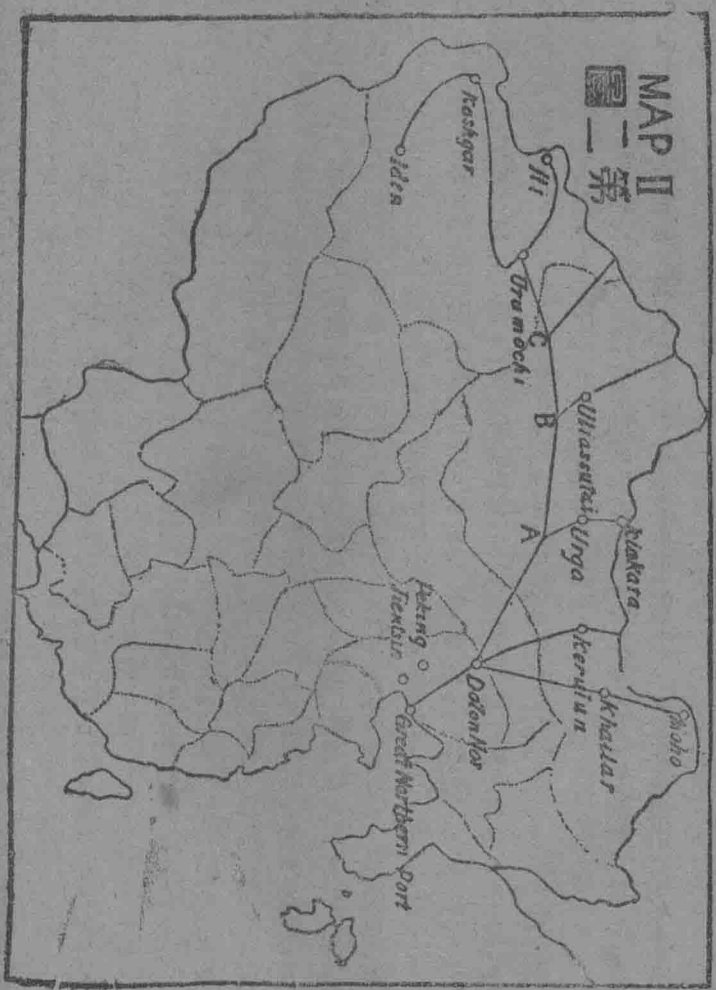 MAP II
第二圖
Moho
Kiakata
Khailar
Ili
Uliassutai
Urga
Kerulun
Urumochi
C
B
A
Kashgar
iden
Dolon Nor
Peking
Tientsin
Great Northern Port